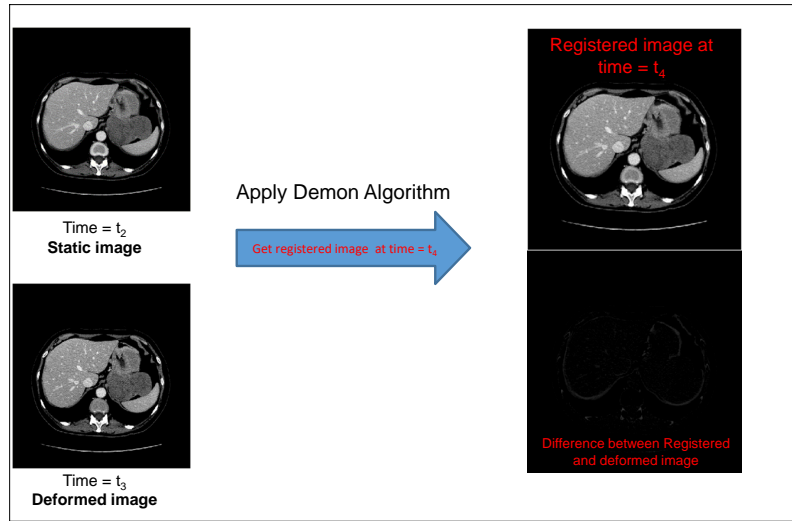 Time = t₂
Static image
Time = t₃
Deformed image
Apply Demon Algorithm
Get registered image at time = t₄
Registered image at
time = t₄
Difference between Registered
and deformed image